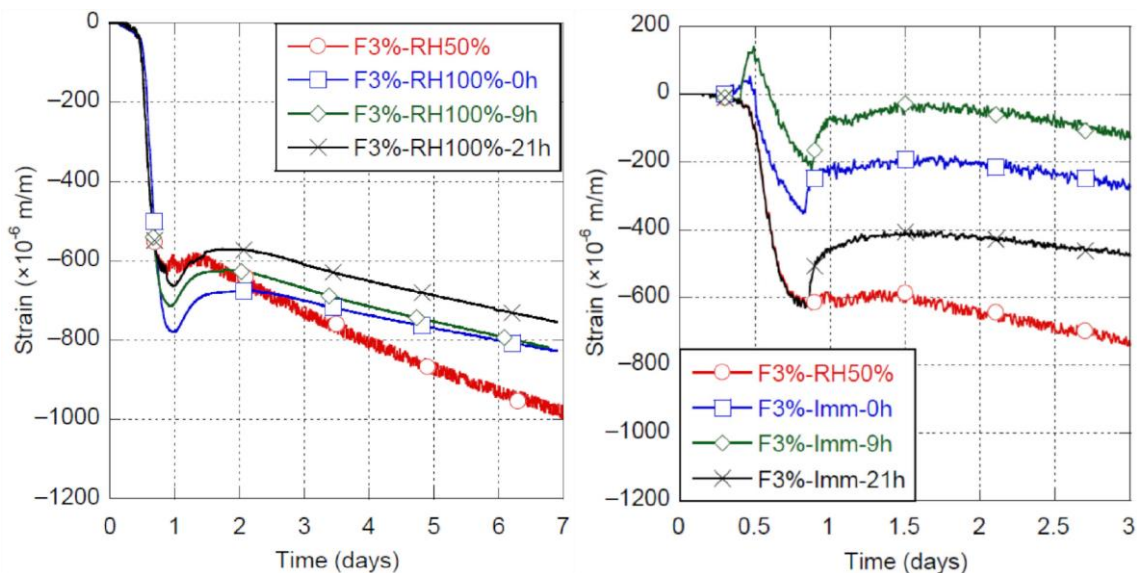 0
−200
−400
−600
−800
−1000
−1200
Strain (×10⁻⁶ m/m)
0 1 2 3 4 5 6 7
Time (days)
F3%-RH50%
F3%-RH100%-0h
F3%-RH100%-9h
F3%-RH100%-21h
200
0
−200
−400
−600
−800
−1000
−1200
Strain (×10⁻⁶ m/m)
0 0.5 1 1.5 2 2.5 3
Time (days)
F3%-RH50%
F3%-Imm-0h
F3%-Imm-9h
F3%-Imm-21h